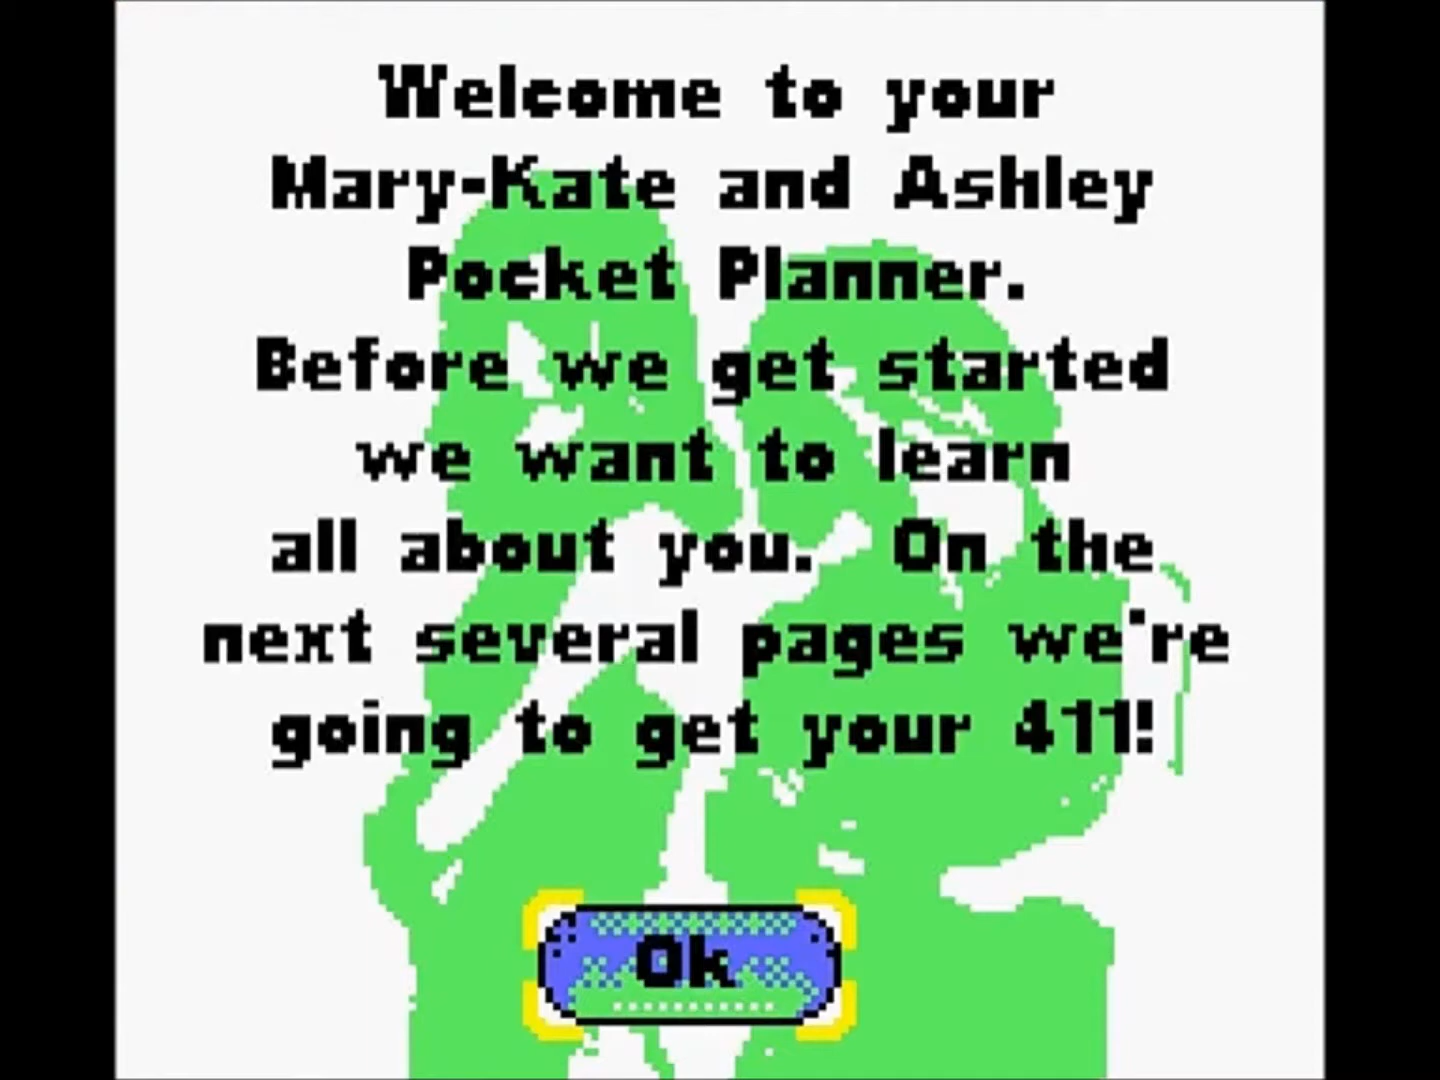 Welcome to your
Mary-Kate and Ashley
Pocket Planner.
Before we get started
we want to learn
all about you. On the
next several pages we're
going to get your 411!
Ok